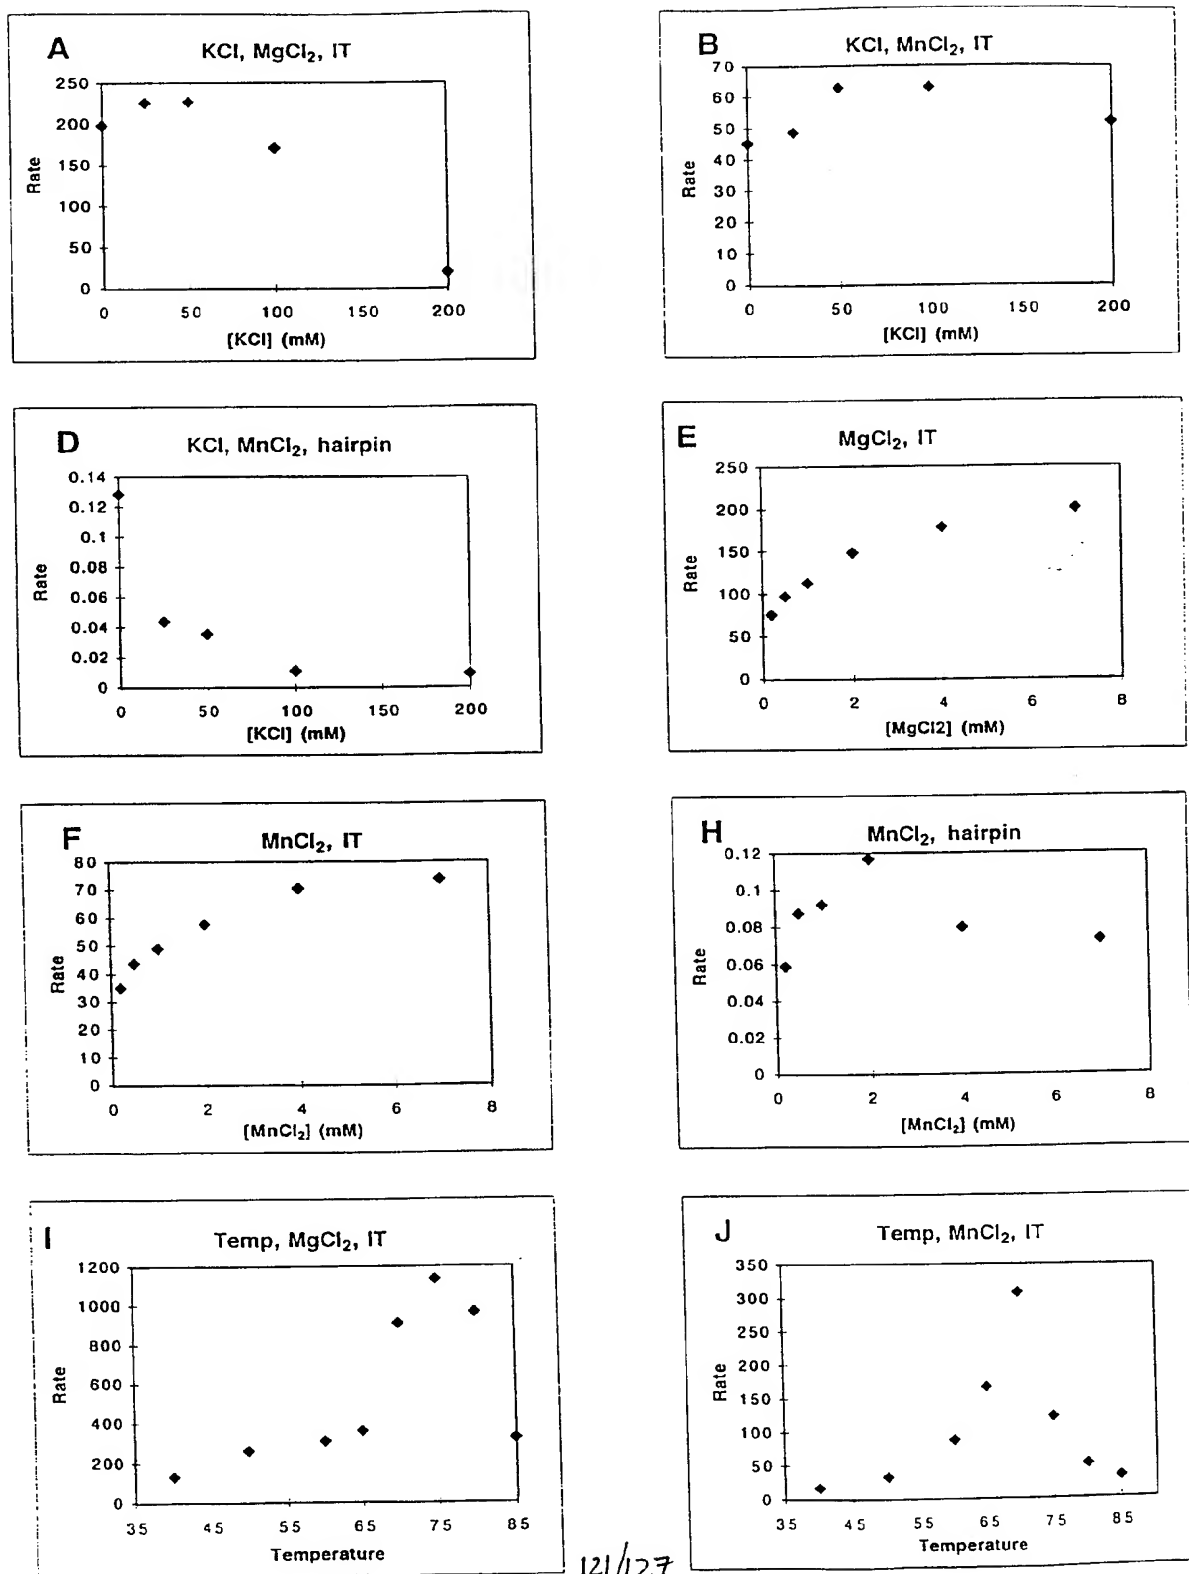 A
KCl, MgCl₂, IT
250
200
150
100
50
0
Rate
0 50 100 150 200
[KCl] (mM)
B
KCl, MnCl₂, IT
70
60
50
40
30
20
10
0
Rate
0 50 100 150 200
[KCl] (mM)
D
KCl, MnCl₂, hairpin
0.14
0.12
0.1
0.08
0.06
0.04
0.02
0
Rate
0 50 100 150 200
[KCl] (mM)
E
MgCl₂, IT
250
200
150
100
50
0
Rate
0 2 4 6 8
[MgCl2] (mM)
F
MnCl₂, IT
80
70
60
50
40
30
20
10
0
Rate
0 2 4 6 8
[MnCl₂] (mM)
H
MnCl₂, hairpin
0.12
0.1
0.08
0.06
0.04
0.02
0
Rate
0 2 4 6 8
[MnCl₂] (mM)
I
Temp, MgCl₂, IT
1200
1000
800
600
400
200
0
Rate
35 45 55 65 75 85
Temperature
J
Temp, MnCl₂, IT
350
300
250
200
150
100
50
0
Rate
35 45 55 65 75 85
Temperature
121/127